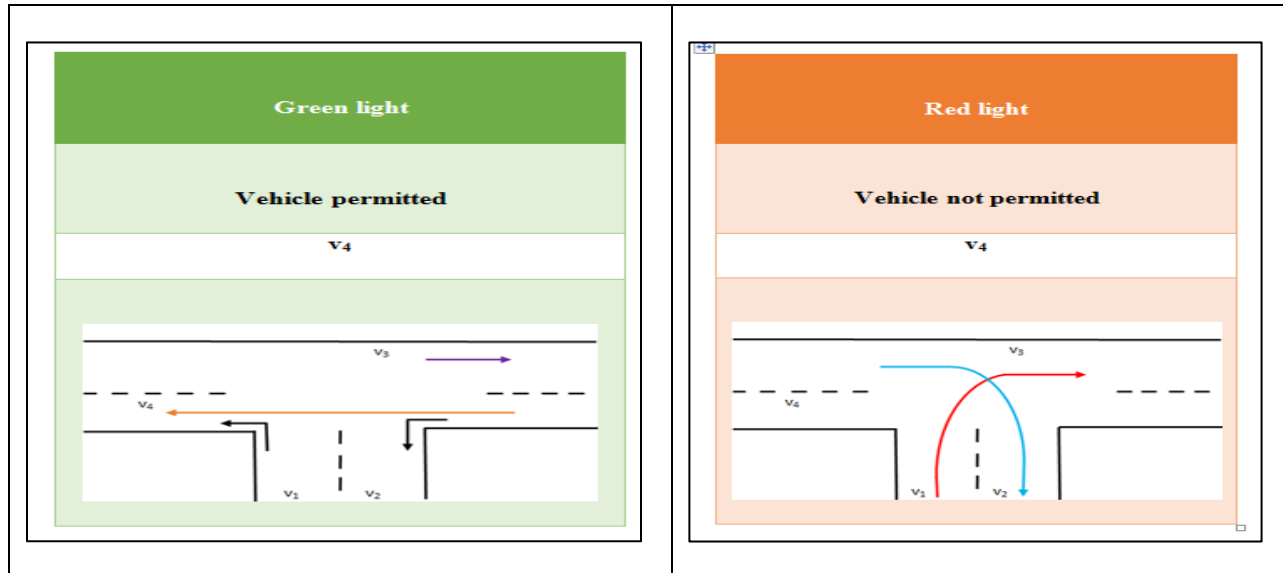 Green light
Vehicle permitted
v₄
v₃
v₄
v₁
v₂
Red light
Vehicle not permitted
v₄
v₃
v₄
v₁
v₂